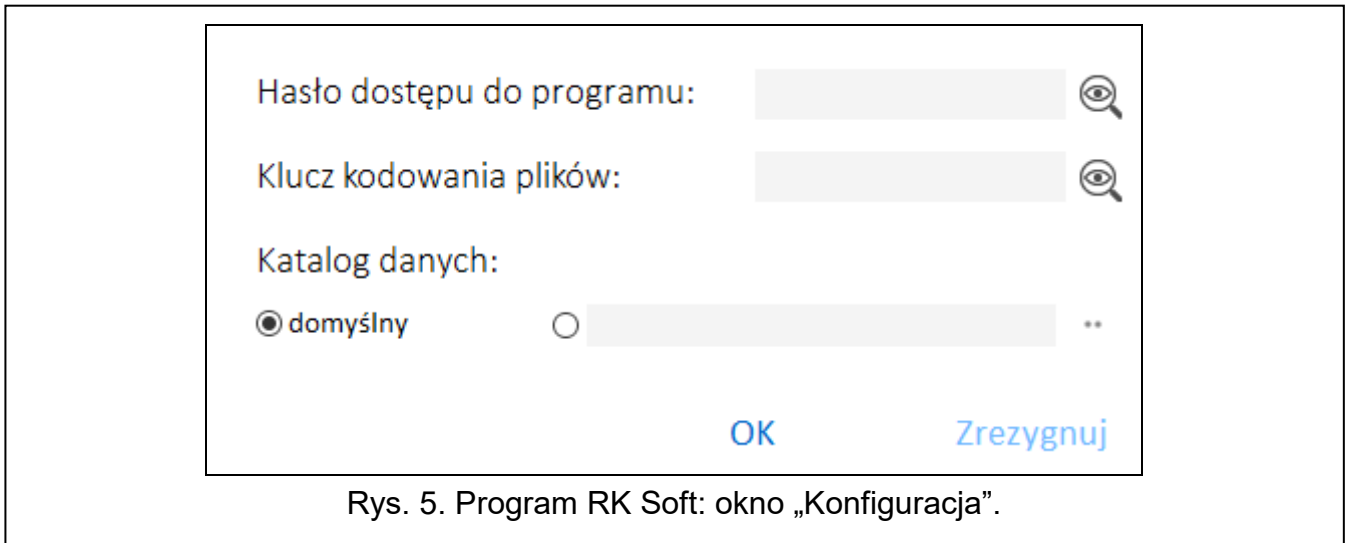 Hasło dostępu do programu:
Klucz kodowania plików:
Katalog danych:
domyślny
OK Zrezygnuj
Rys. 5. Program RK Soft: okno „Konfiguracja”.